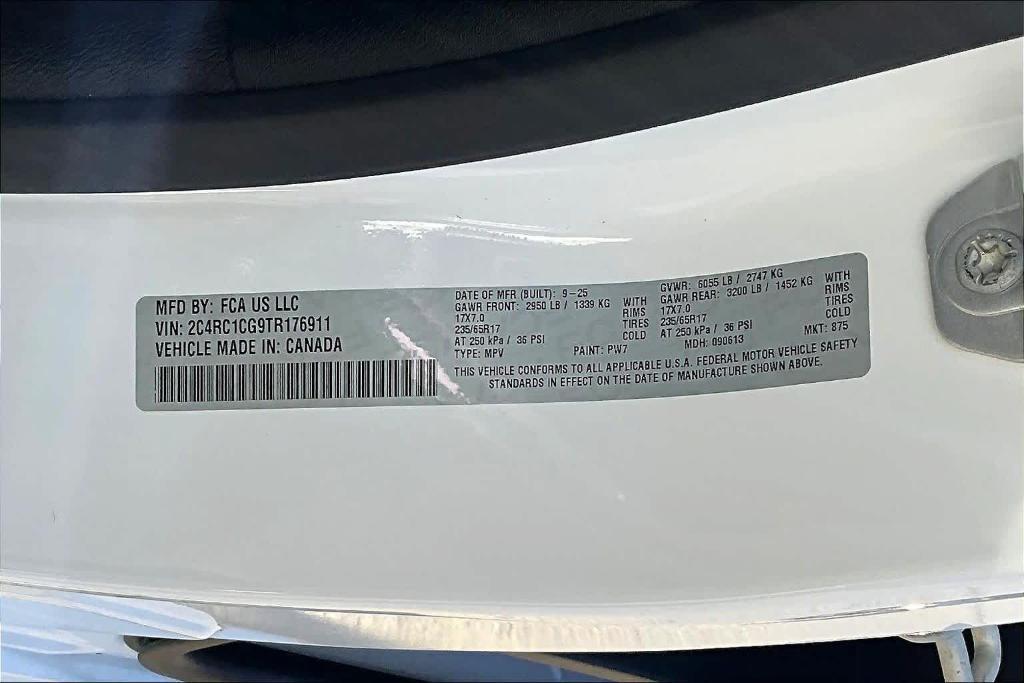 MFD BY: FCA US LLC
VIN: 2C4RC1CG9TR176911
VEHICLE MADE IN: CANADA
DATE OF MFR (BUILT): 9-25
GAWR FRONT: 2950 LB / 1339 KG WITH
17X7.0 RIMS
235/65R17 TIRES
AT 250 kPa / 36 PSI COLD
TYPE: MPV PAINT: PW7
GVWR: 6055 LB / 2747 KG
GAWR REAR: 3200 LB / 1452 KG WITH
17X7.0 RIMS
235/65R17 TIRES
AT 250 kPa / 36 PSI COLD
MDH: 090613 MKT: 875
THIS VEHICLE CONFORMS TO ALL APPLICABLE U.S.A. FEDERAL MOTOR VEHICLE SAFETY
STANDARDS IN EFFECT ON THE DATE OF MANUFACTURE SHOWN ABOVE.